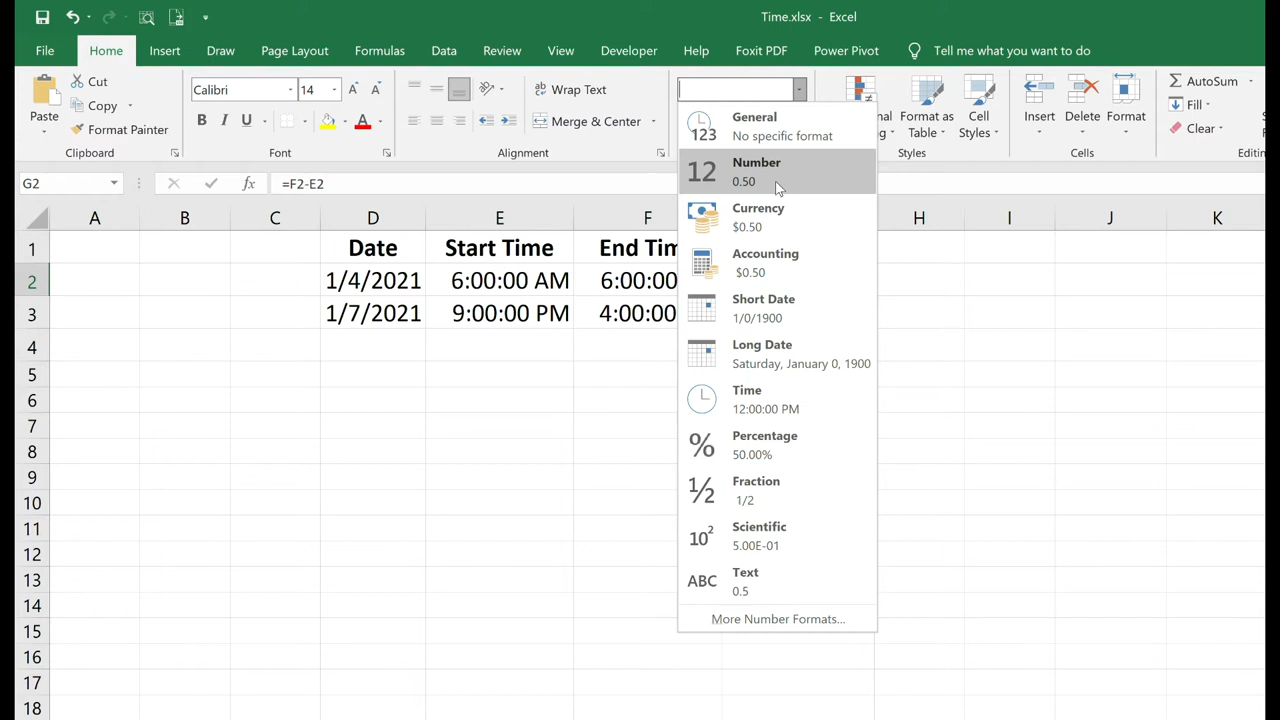 Time.xlsx - Excel
File Home Insert Draw Page Layout Formulas Data Review View Developer Help Foxit PDF Power Pivot Tell me what you want to do
Paste
Cut
Copy
Format Painter
Clipboard
Calibri 14
B I U A
Font
Wrap Text
Merge & Center
Alignment
Format as
Table
Cell
Styles
Styles
Insert Delete Format
Cells
AutoSum
Fill
Clear
G2 fx =F2-E2
General
No specific format
Number
0.50
Currency
$0.50
Accounting
$0.50
Short Date
1/0/1900
Long Date
Saturday, January 0, 1900
Time
12:00:00 PM
Percentage
50.00%
Fraction
1/2
Scientific
5.00E-01
Text
0.5
More Number Formats...
A B C D E F H I J K
1 Date Start Time End
2 1/4/2021 6:00:00 AM 6:00:00
3 1/7/2021 9:00:00 PM 4:00:00
4
5
6
7
8
9
10
11
12
13
14
15
16
17
18